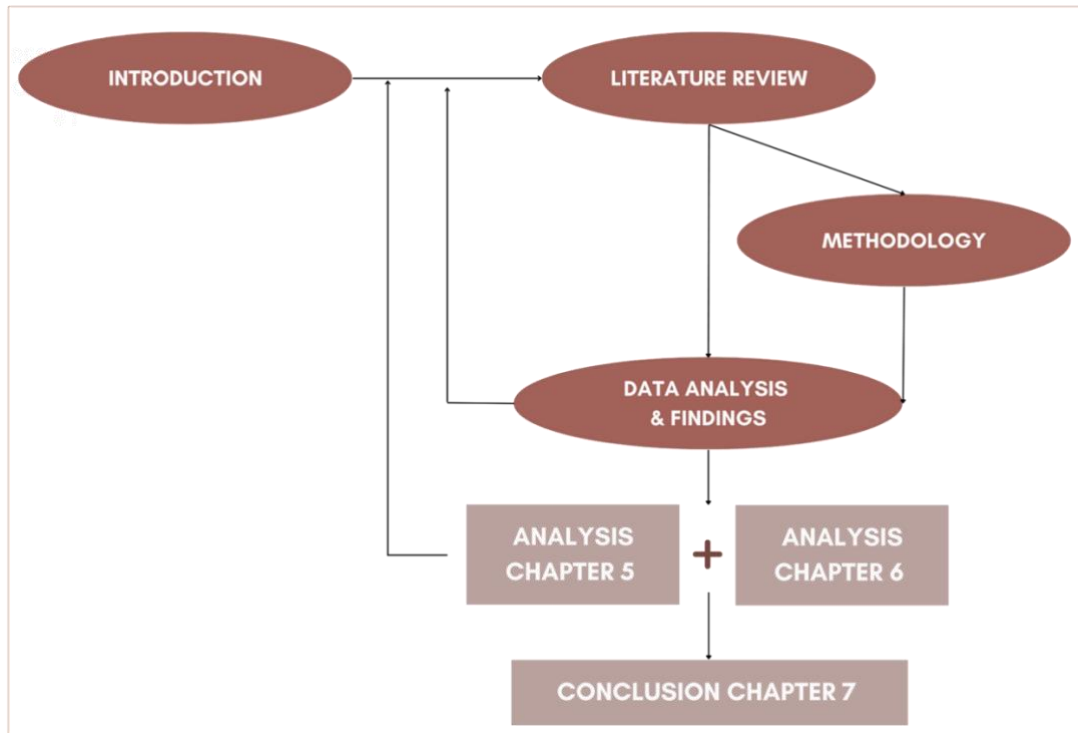 INTRODUCTION
LITERATURE REVIEW
METHODOLOGY
DATA ANALYSIS
& FINDINGS
ANALYSIS
CHAPTER 5
+
ANALYSIS
CHAPTER 6
CONCLUSION CHAPTER 7